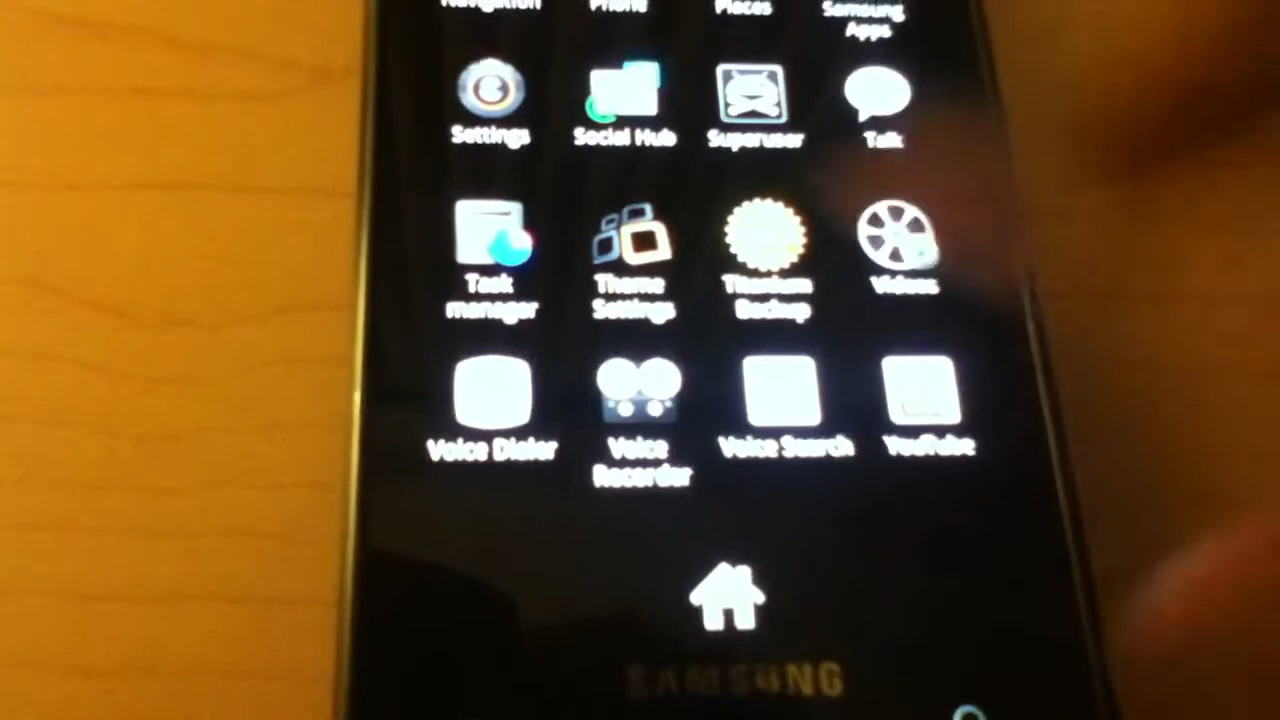 Navigation Phone Places Samsung
Apps
Settings Social Hub Superuser Talk
Task Theme Titanium Videos
manager Settings Backup
Voice Dialer Voice Voice Search YouTube
Recorder
SAMSUNG